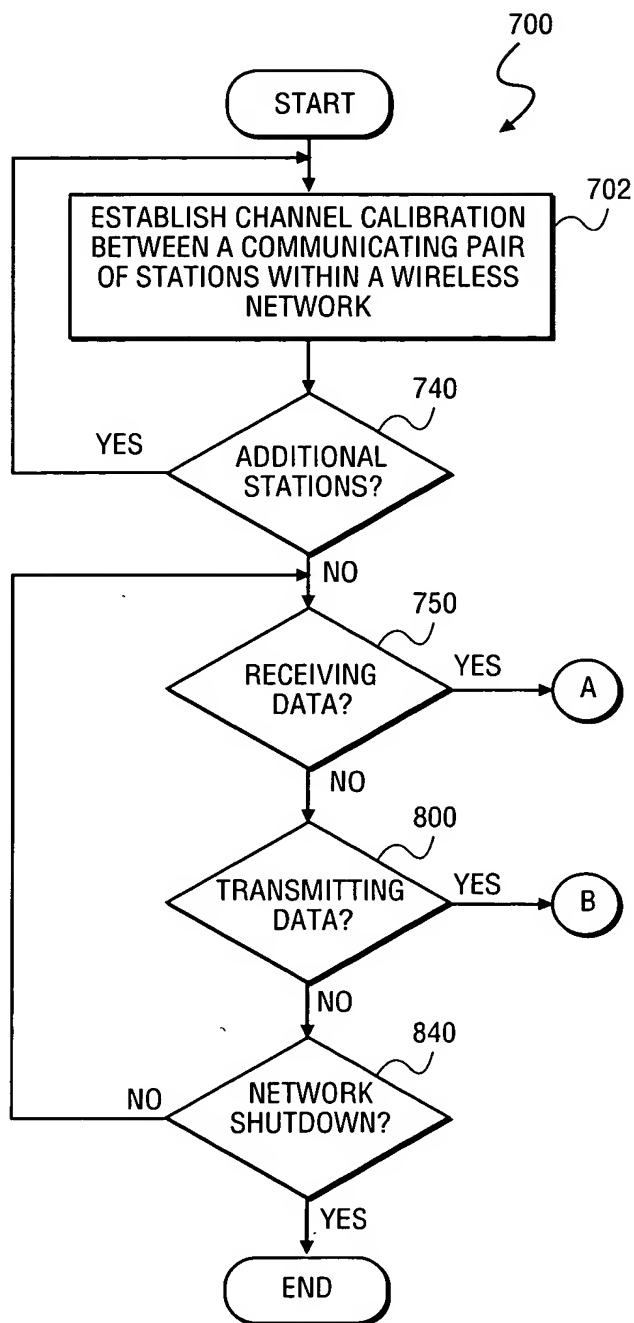 700
START
702
ESTABLISH CHANNEL CALIBRATION
BETWEEN A COMMUNICATING PAIR
OF STATIONS WITHIN A WIRELESS
NETWORK
740
YES
ADDITIONAL
STATIONS?
NO
750
YES
RECEIVING
DATA?
A
NO
800
YES
TRANSMITTING
DATA?
B
NO
840
NO
NETWORK
SHUTDOWN?
YES
END